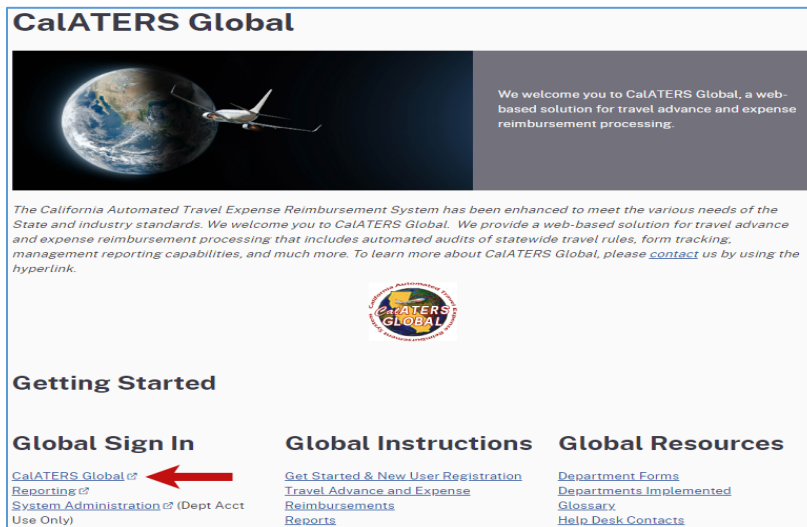 CalATERS Global
We welcome you to CalATERS Global, a web-
based solution for travel advance and expense
reimbursement processing.
The California Automated Travel Expense Reimbursement System has been enhanced to meet the various needs of the
State and industry standards. We welcome you to CalATERS Global.  We provide a web-based solution for travel advance
and expense reimbursement processing that includes automated audits of statewide travel rules, form tracking,
management reporting capabilities, and much more. To learn more about CalATERS Global, please contact us by using the
hyperlink.
California Automated Travel Expense Reimbursement System
CalATERS
GLOBAL
Getting Started
Global Sign In
CalATERS Global
Reporting
System Administration (Dept Acct
Use Only)
Global Instructions
Get Started & New User Registration
Travel Advance and Expense
Reimbursements
Reports
Global Resources
Department Forms
Departments Implemented
Glossary
Help Desk Contacts